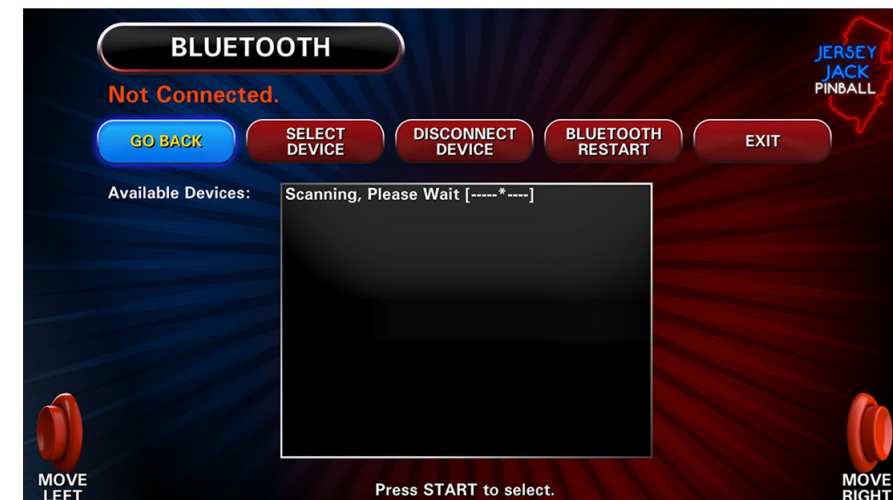 BLUETOOTH
JERSEY
JACK
PINBALL
Not Connected.
GO BACK
SELECT
DEVICE
DISCONNECT
DEVICE
BLUETOOTH
RESTART
EXIT
Available Devices:
Scanning, Please Wait [-----*----]
MOVE
LEFT
Press START to select.
MOVE
RIGHT